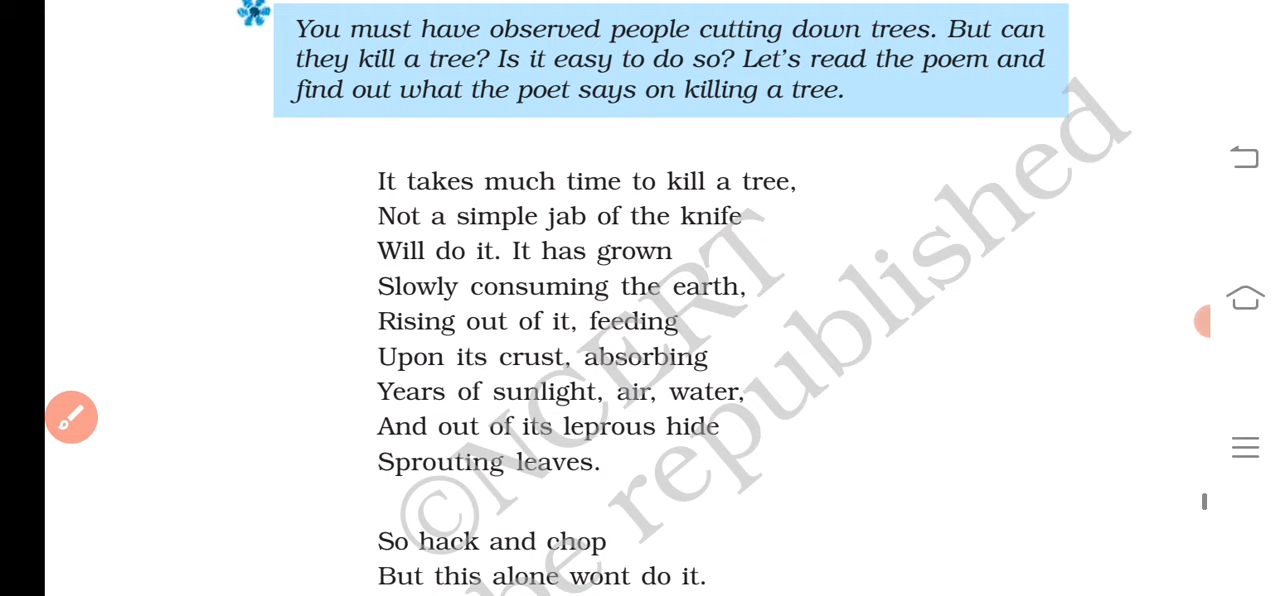 You must have observed people cutting down trees. But can
they kill a tree? Is it easy to do so? Let's read the poem and
find out what the poet says on killing a tree.
It takes much time to kill a tree,
Not a simple jab of the knife
Will do it. It has grown
Slowly consuming the earth,
Rising out of it, feeding
Upon its crust, absorbing
Years of sunlight, air, water,
And out of its leprous hide
Sprouting leaves.
So hack and chop
But this alone wont do it.
©NCERT
be republished